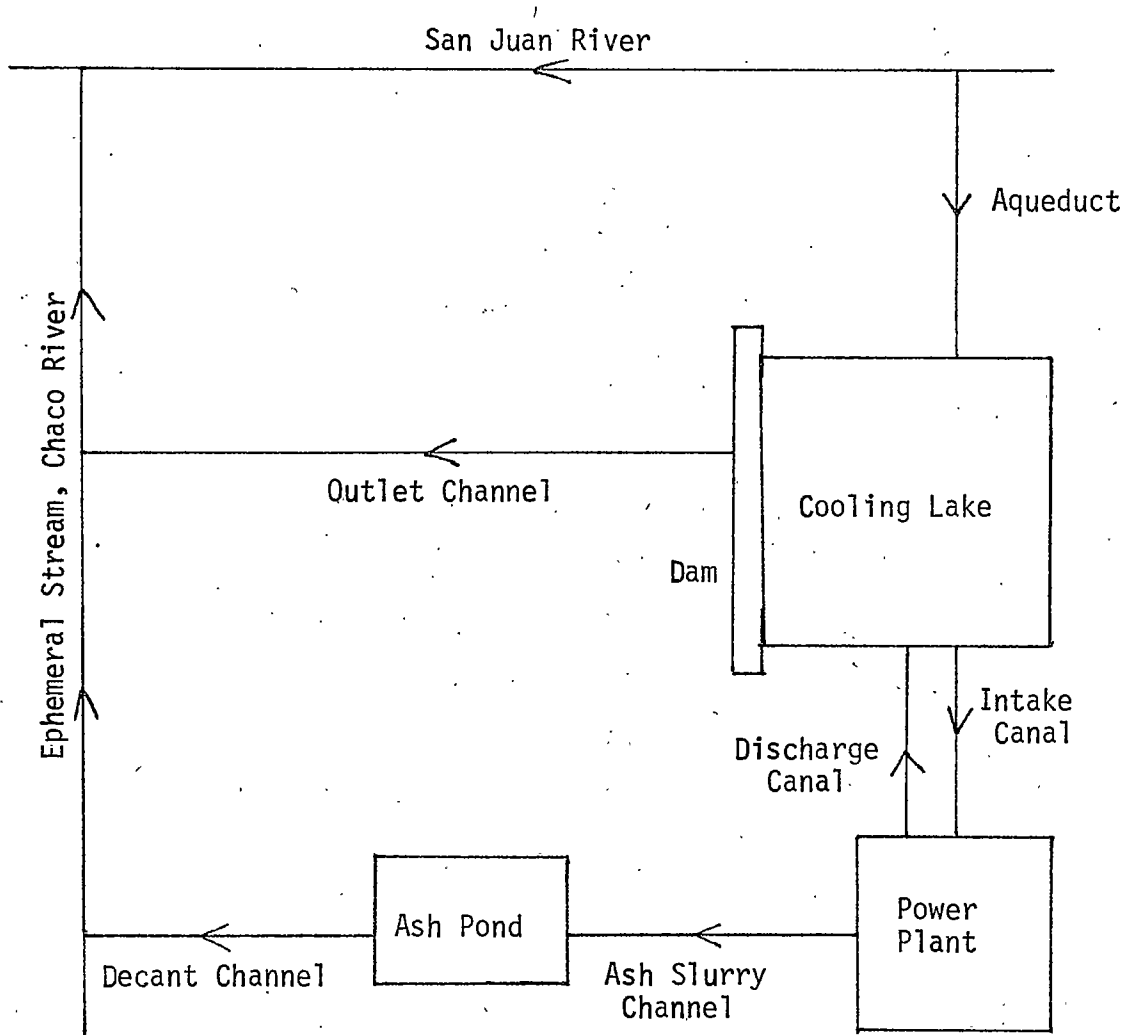 San Juan River
Aqueduct
Ephemeral Stream, Chaco River
Outlet Channel
Cooling Lake
Dam
Intake
Canal
Discharge
Canal
Power
Plant
Ash Pond
Decant Channel
Ash Slurry
Channel